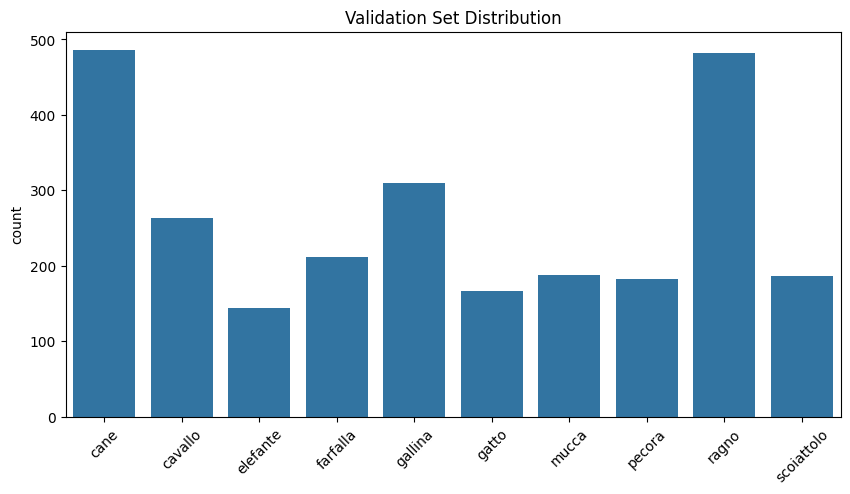 Validation Set Distribution
count
500
400
300
200
100
0
cane
cavallo
elefante
farfalla
gallina
gatto
mucca
pecora
ragno
scoiattolo